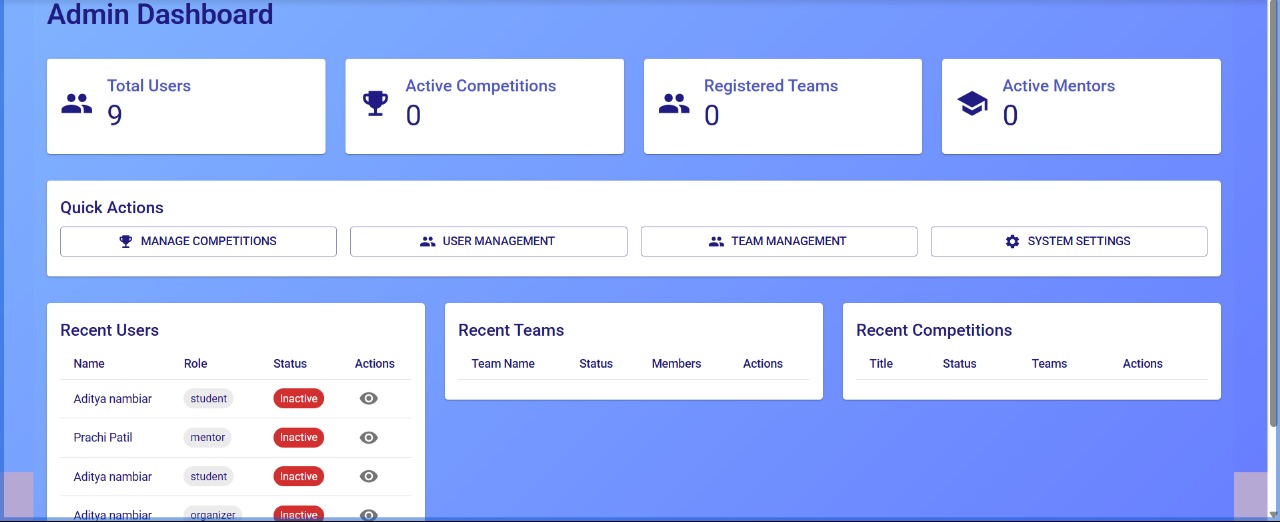 Admin Dashboard
Total Users
9
Active Competitions
0
Registered Teams
0
Active Mentors
0
Quick Actions
MANAGE COMPETITIONS
USER MANAGEMENT
TEAM MANAGEMENT
SYSTEM SETTINGS
Recent Users
Name Role Status Actions
Aditya nambiar student Inactive
Prachi Patil mentor Inactive
Aditya nambiar student Inactive
Aditya nambiar organizer Inactive
Recent Teams
Team Name Status Members Actions
Recent Competitions
Title Status Teams Actions